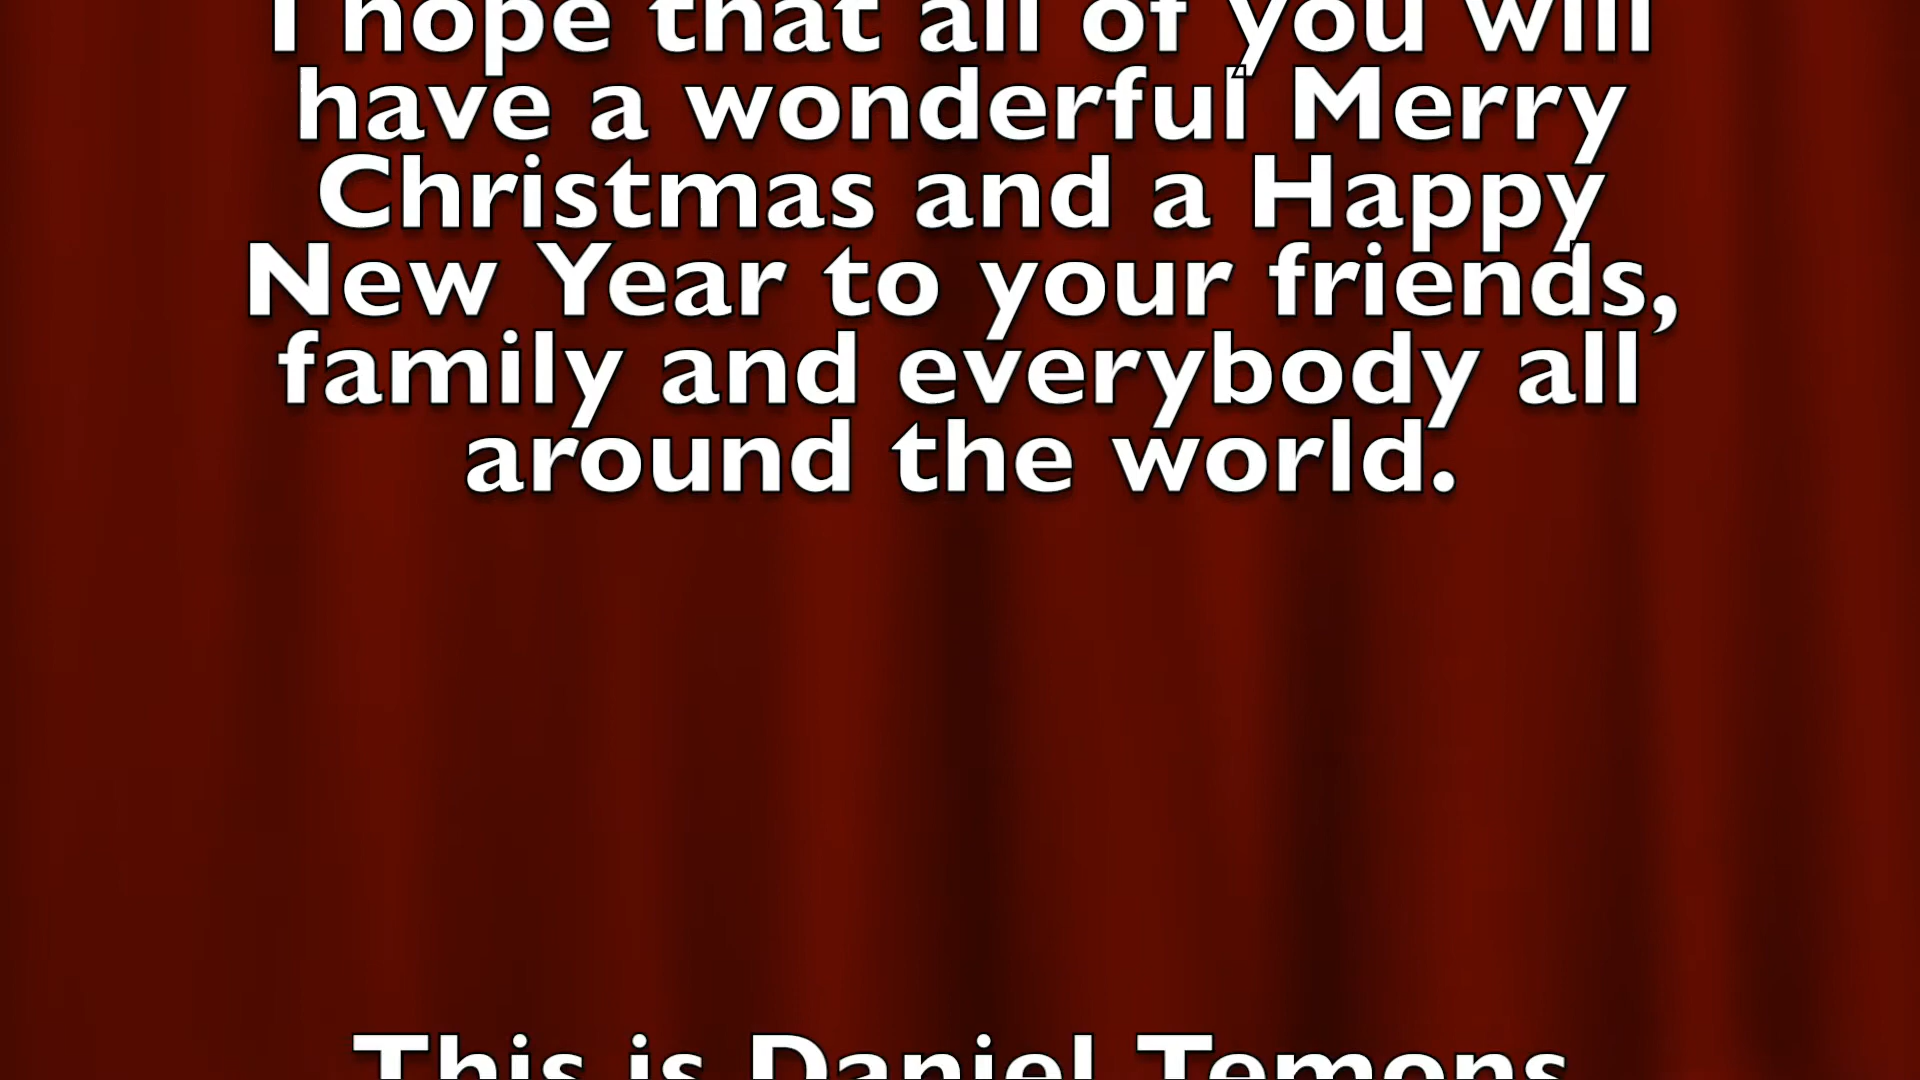 I hope that all of you will
have a wonderful Merry
Christmas and a Happy
New Year to your friends,
family and everybody all
around the world.
This is Daniel Temons